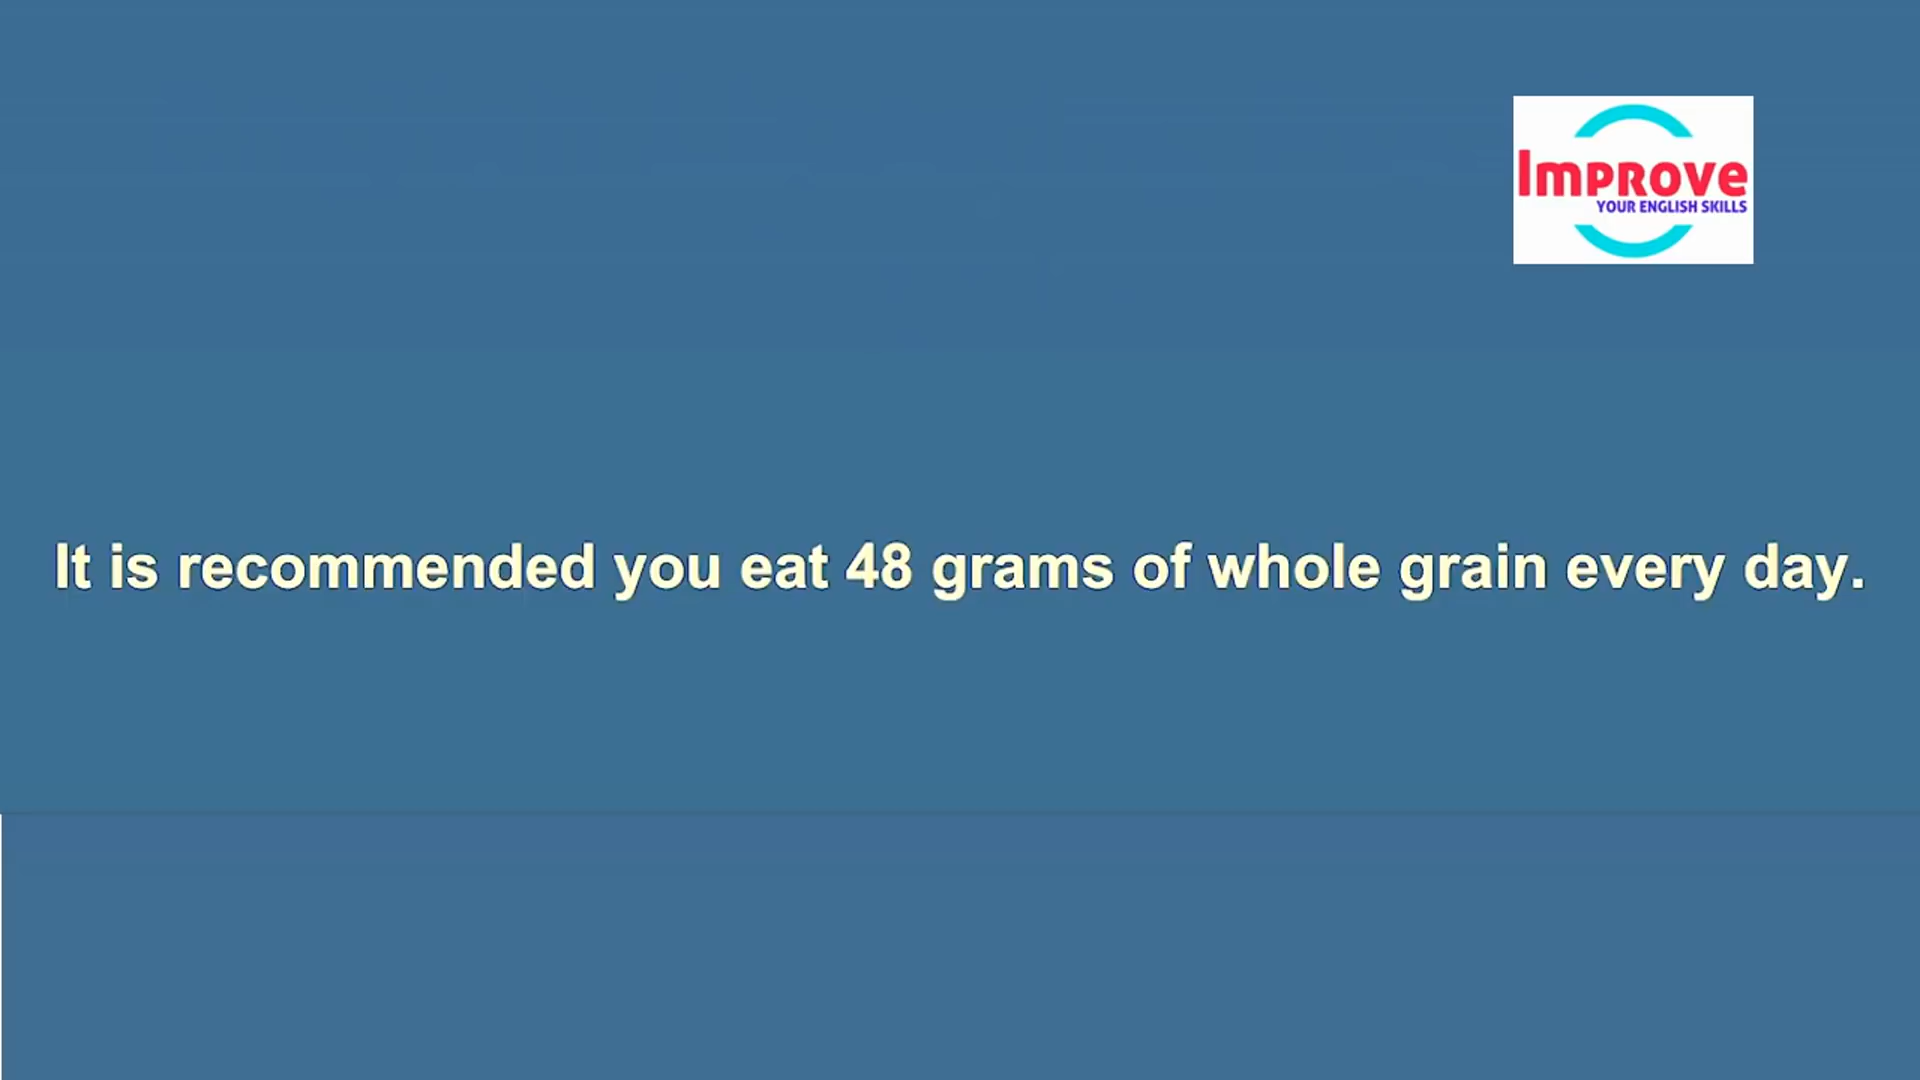 Improve
YOUR ENGLISH SKILLS
It is recommended you eat 48 grams of whole grain every day.